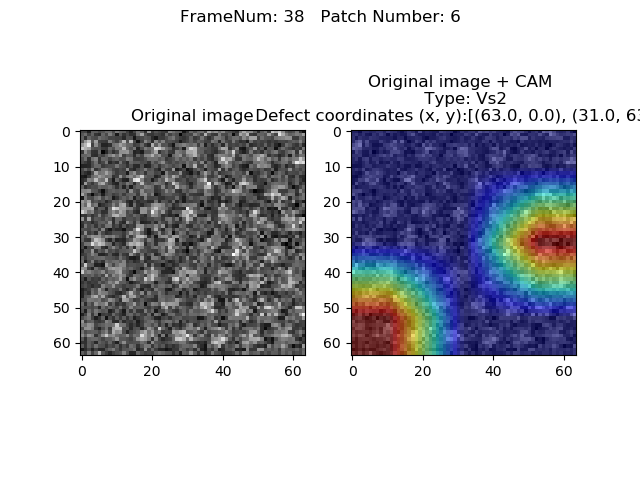 FrameNum: 38   Patch Number: 6
Original image + CAM
Type: Vs2
Original image
Defect coordinates (x, y):[(63.0, 0.0), (31.0, 63
0
10
20
30
40
50
60
0 20 40 60
0
10
20
30
40
50
60
0 20 40 60